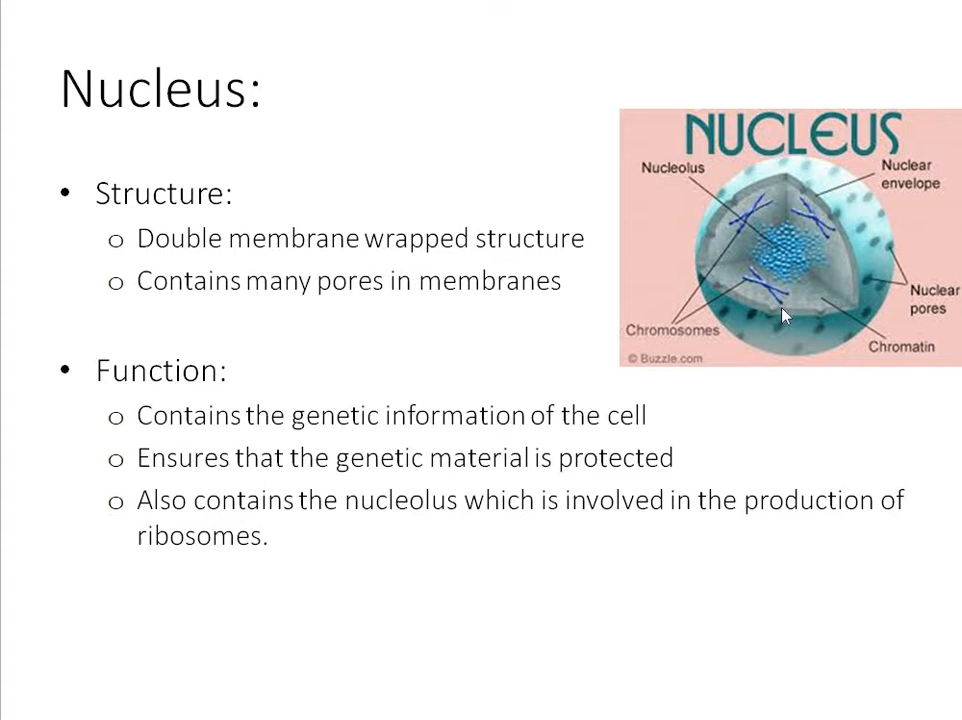 Nucleus:
• Structure:
o Double membrane wrapped structure
o Contains many pores in membranes
• Function:
o Contains the genetic information of the cell
o Ensures that the genetic material is protected
o Also contains the nucleolus which is involved in the production of
ribosomes.
NUCLEUS
Nucleolus
Nuclear
envelope
Nuclear
pores
Chromosomes
Chromatin
© Buzzle.com